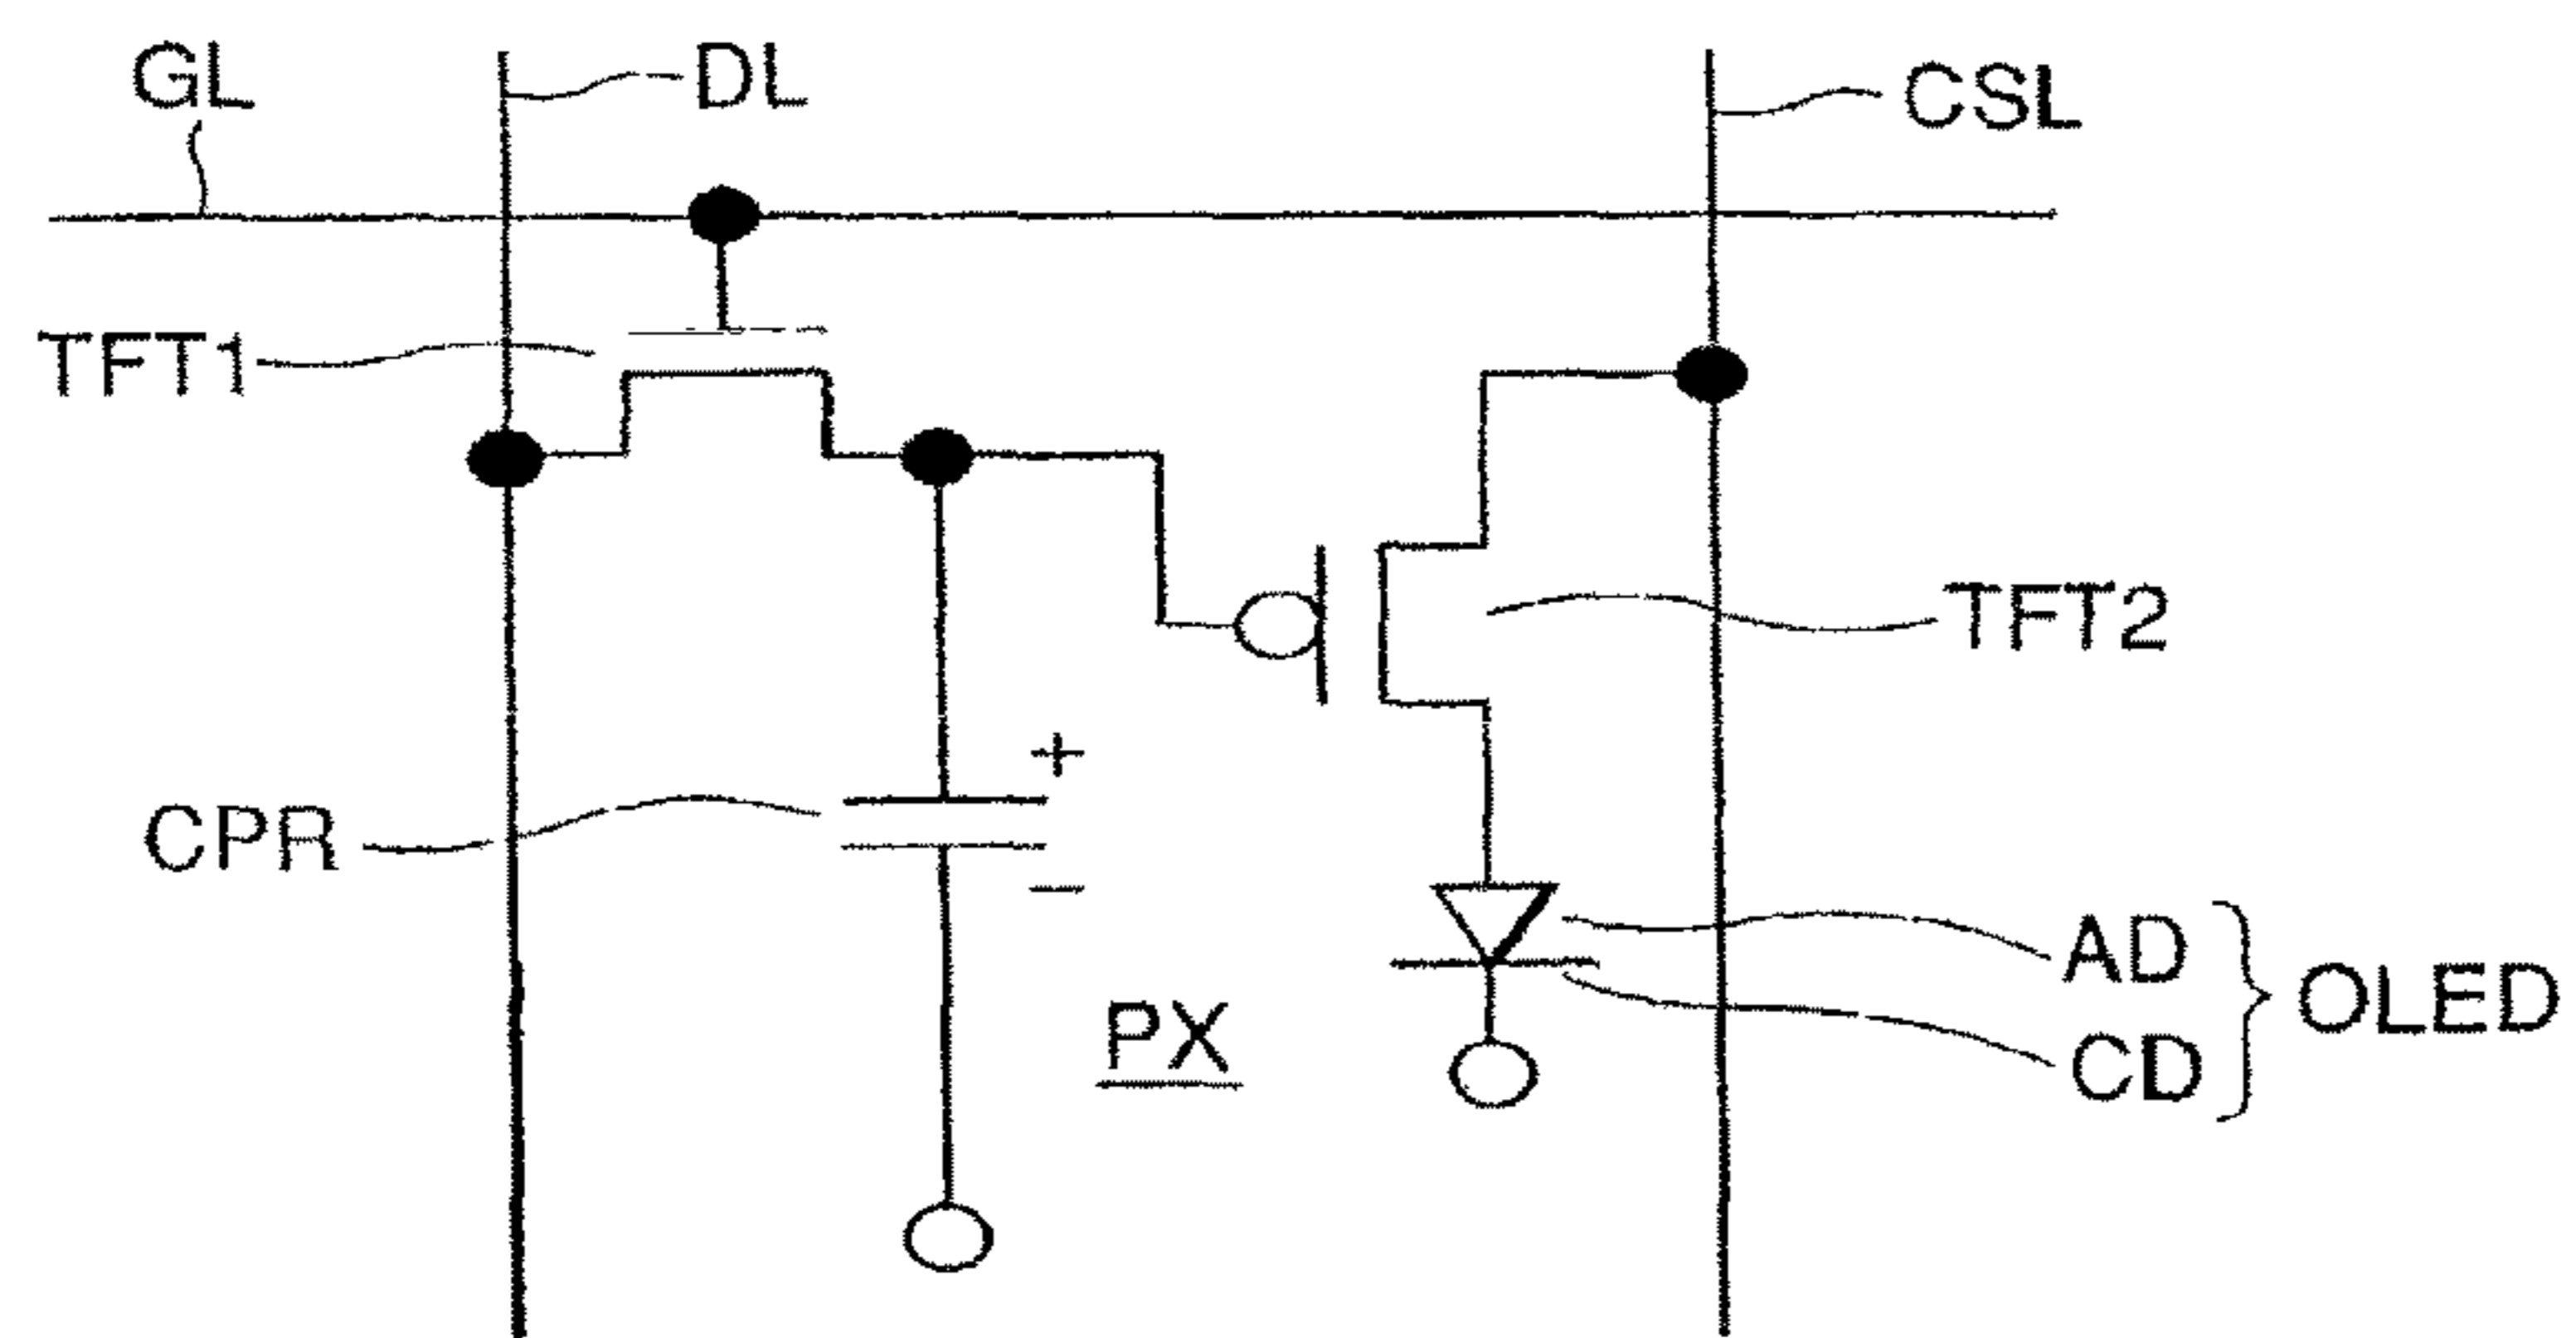 GL
DL
CSL
TFT1
TFT2
+
CPR
−
AD
OLED
PX
CD